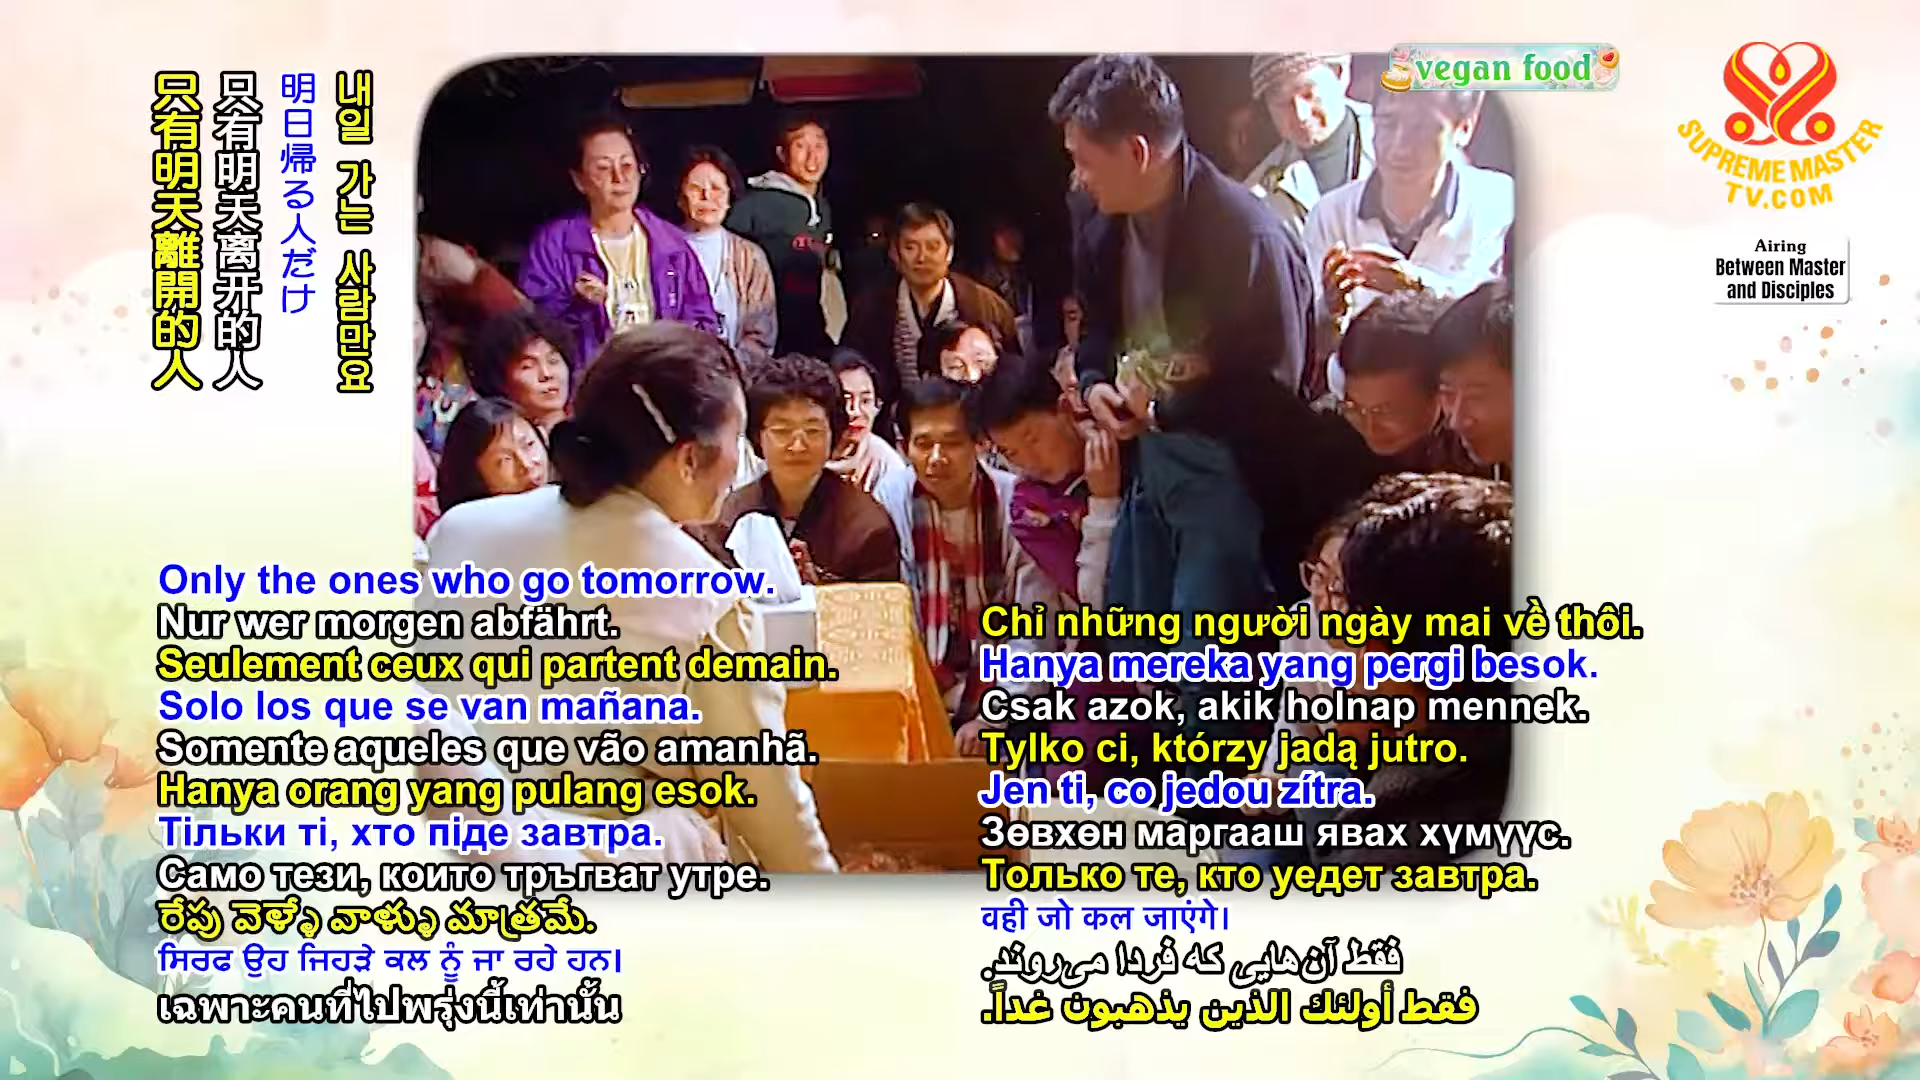 只有明天離開的人
只有明天离开的人
明日帰る人だけ
내일 가는 사람만요
vegan food
SUPREME MASTER
TV.COM
Airing
Between Master
and Disciples
Only the ones who go tomorrow.
Nur wer morgen abfährt.
Seulement ceux qui partent demain.
Solo los que se van mañana.
Somente aqueles que vão amanhã.
Hanya orang yang pulang esok.
Тільки ті, хто піде завтра.
Само тези, които тръгват утре.
రేపు వెళ్ళే వాళ్ళు మాత్రమే.
ਸਿਰਫ ਉਹ ਜਿਹੜੇ ਕਲ ਨੂੰ ਜਾ ਰਹੇ ਹਨ।
เฉพาะคนที่ไปพรุ่งนี้เท่านั้น
Chỉ những người ngày mai về thôi.
Hanya mereka yang pergi besok.
Csak azok, akik holnap mennek.
Tylko ci, którzy jadą jutro.
Jen ti, co jedou zítra.
Зөвхөн маргааш явах хүмүүс.
Только те, кто уедет завтра.
वही जो कल जाएंगे।
فقط آن‌هایی که فردا می‌روند.
فقط أولئك الذين يذهبون غداً.